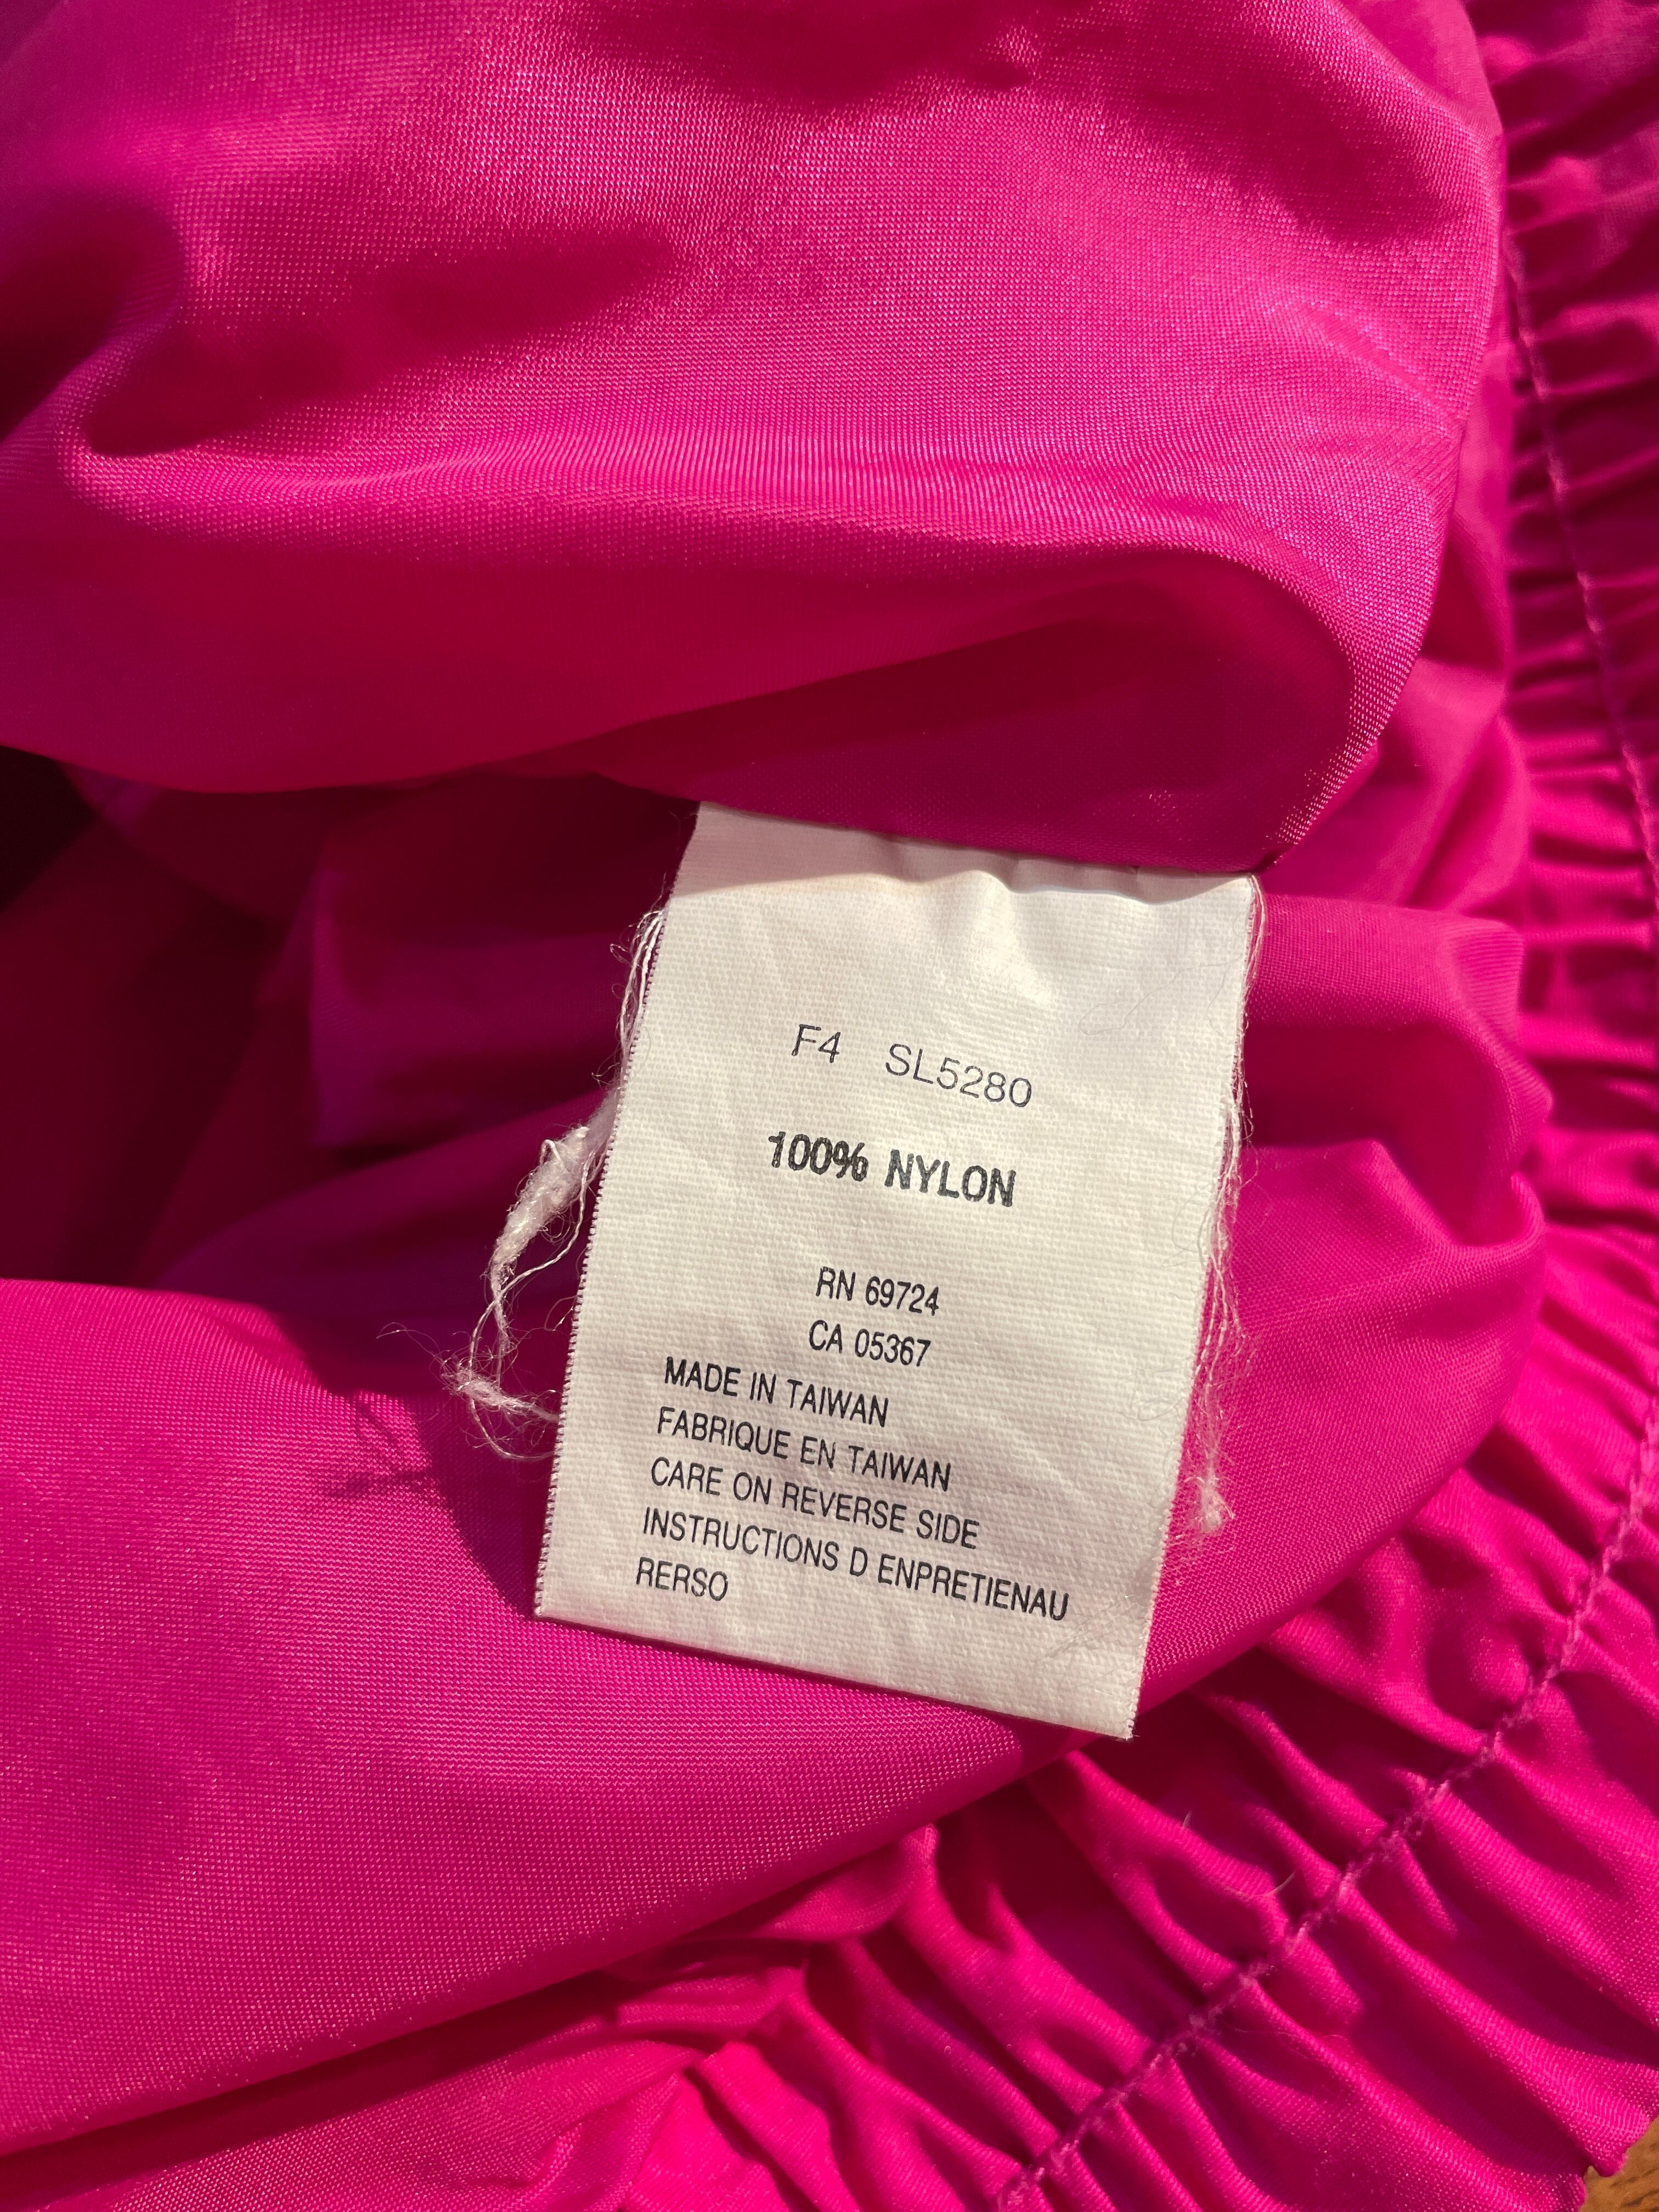 F4 SL5280
100% NYLON
RN 69724
CA 05367
MADE IN TAIWAN
FABRIQUE EN TAIWAN
CARE ON REVERSE SIDE
INSTRUCTIONS D ENPRETIENAU
RERSO